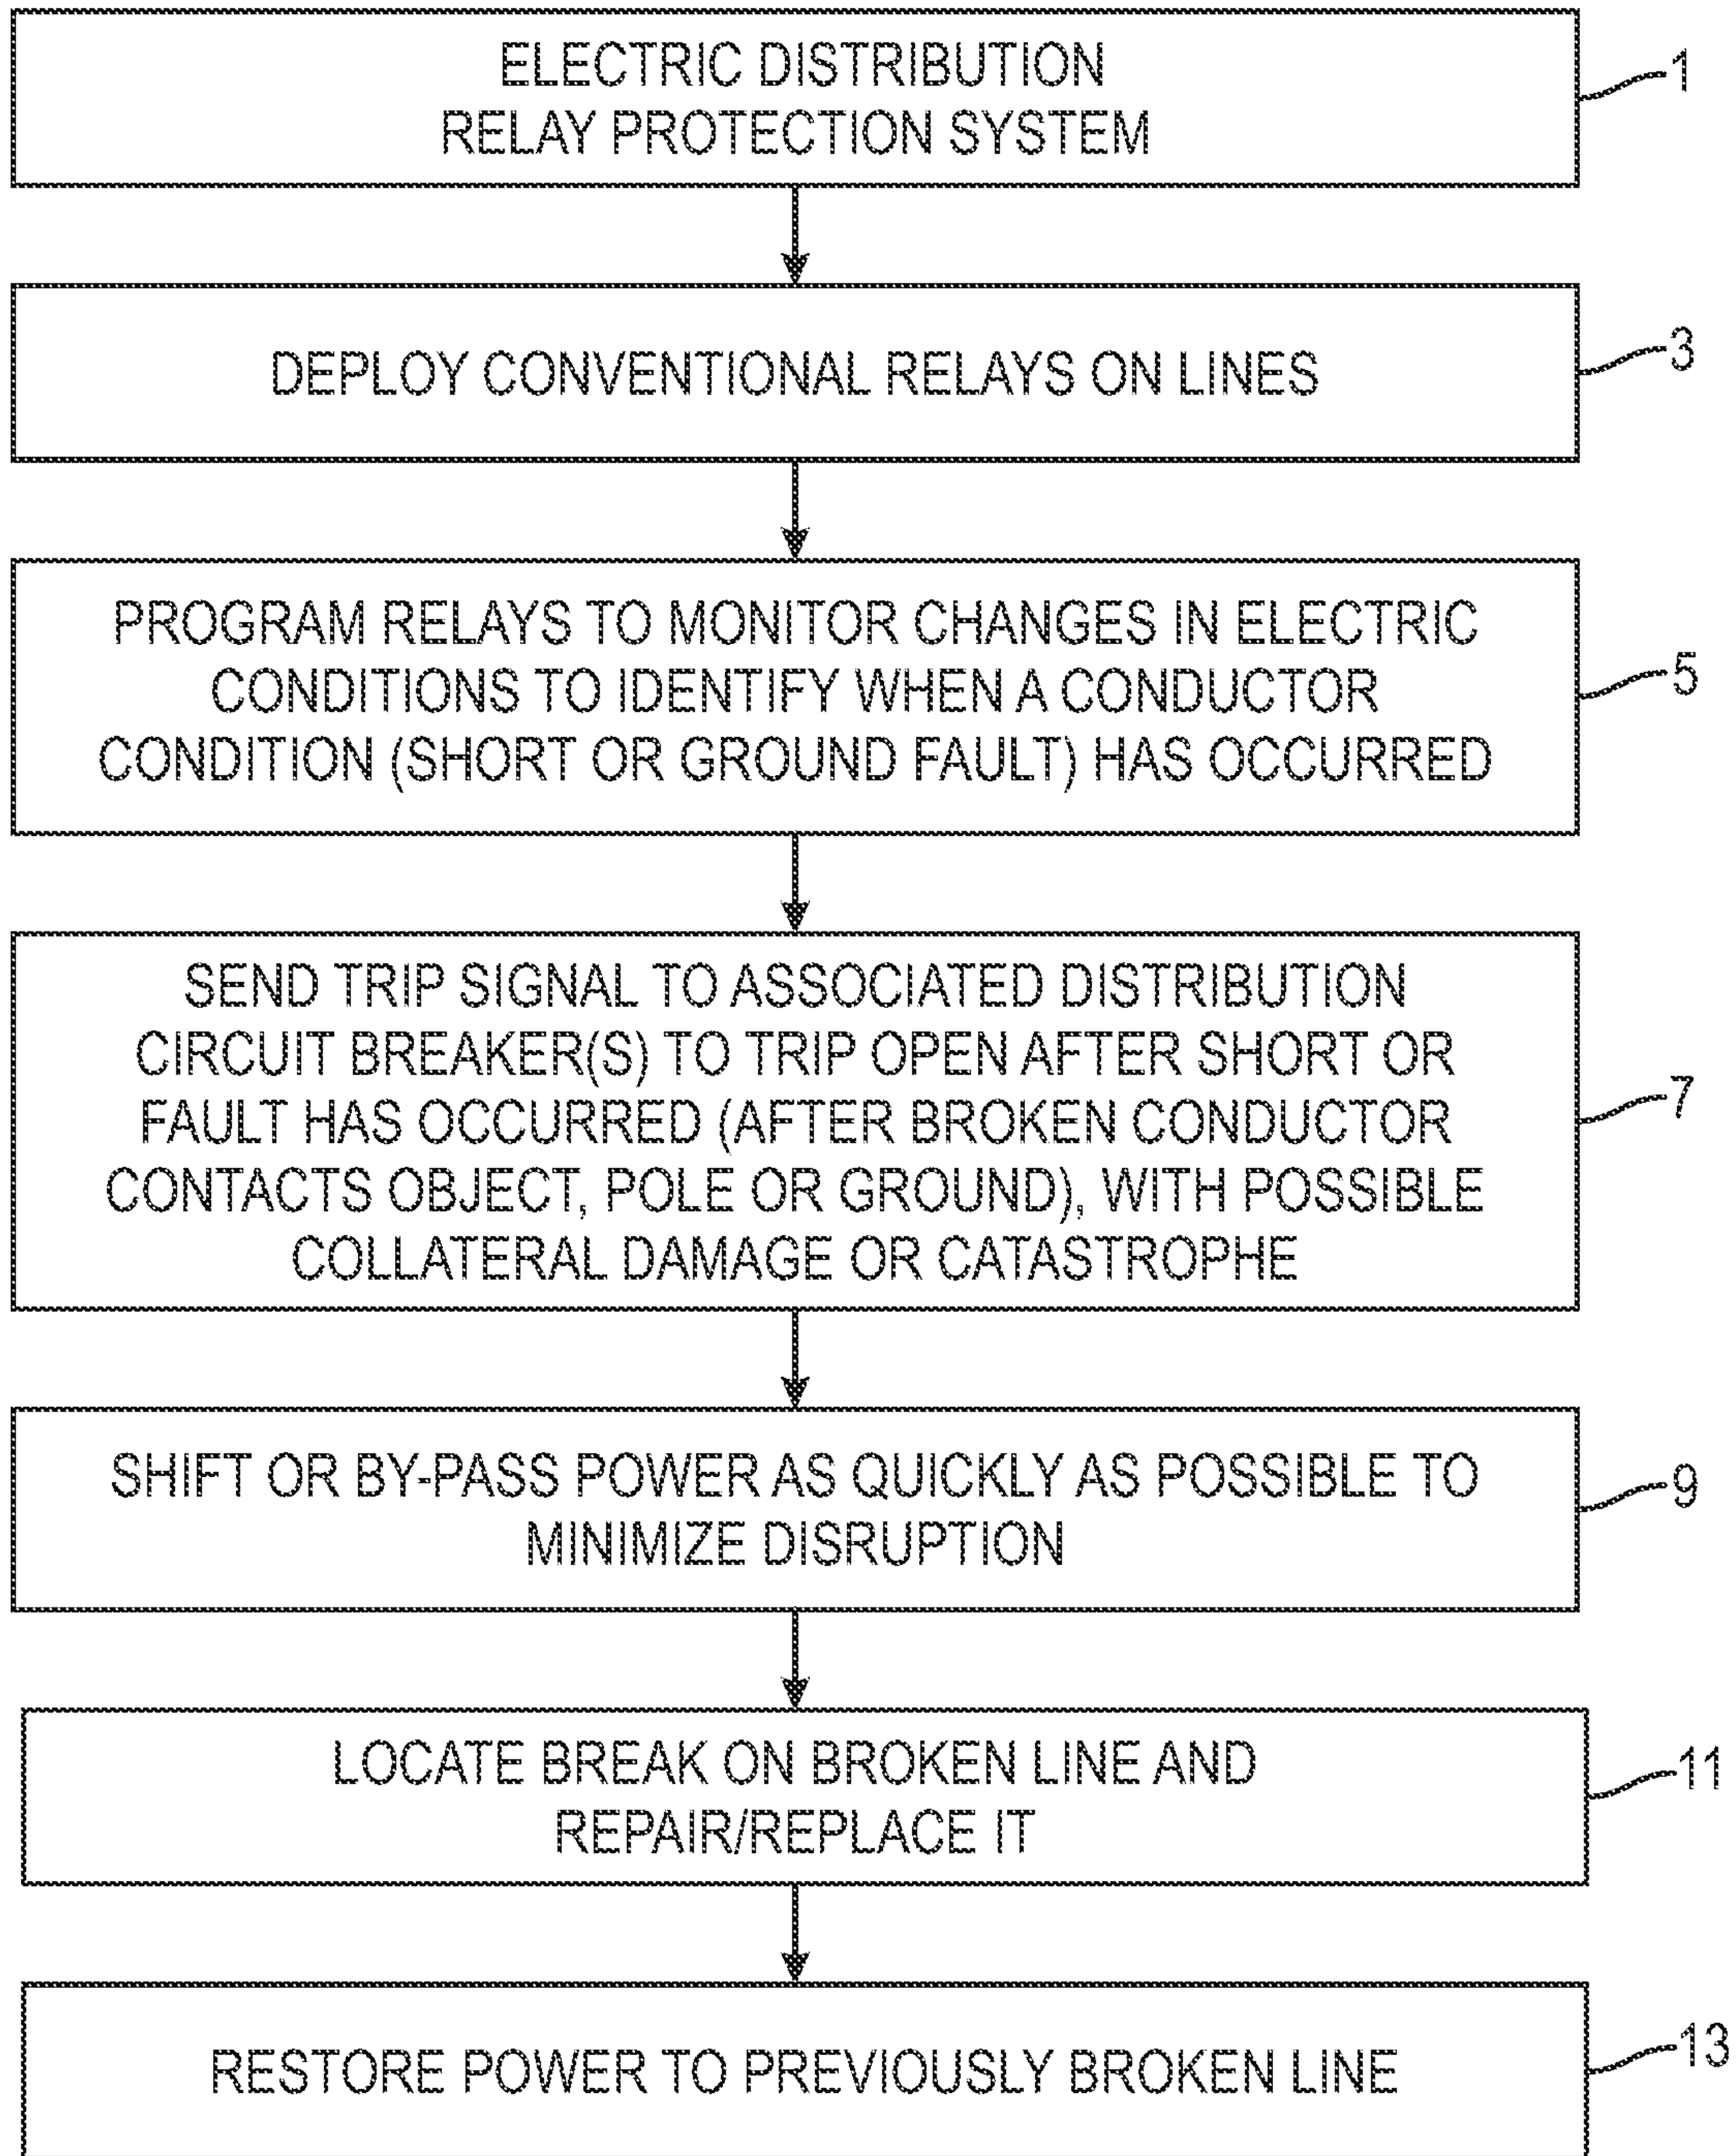 ELECTRIC DISTRIBUTION
RELAY PROTECTION SYSTEM
1
DEPLOY CONVENTIONAL RELAYS ON LINES
3
PROGRAM RELAYS TO MONITOR CHANGES IN ELECTRIC
CONDITIONS TO IDENTIFY WHEN A CONDUCTOR
CONDITION (SHORT OR GROUND FAULT) HAS OCCURRED
5
SEND TRIP SIGNAL TO ASSOCIATED DISTRIBUTION
CIRCUIT BREAKER(S) TO TRIP OPEN AFTER SHORT OR
FAULT HAS OCCURRED (AFTER BROKEN CONDUCTOR
CONTACTS OBJECT, POLE OR GROUND), WITH POSSIBLE
COLLATERAL DAMAGE OR CATASTROPHE
7
SHIFT OR BY-PASS POWER AS QUICKLY AS POSSIBLE TO
MINIMIZE DISRUPTION
9
LOCATE BREAK ON BROKEN LINE AND
REPAIR/REPLACE IT
11
RESTORE POWER TO PREVIOUSLY BROKEN LINE
13